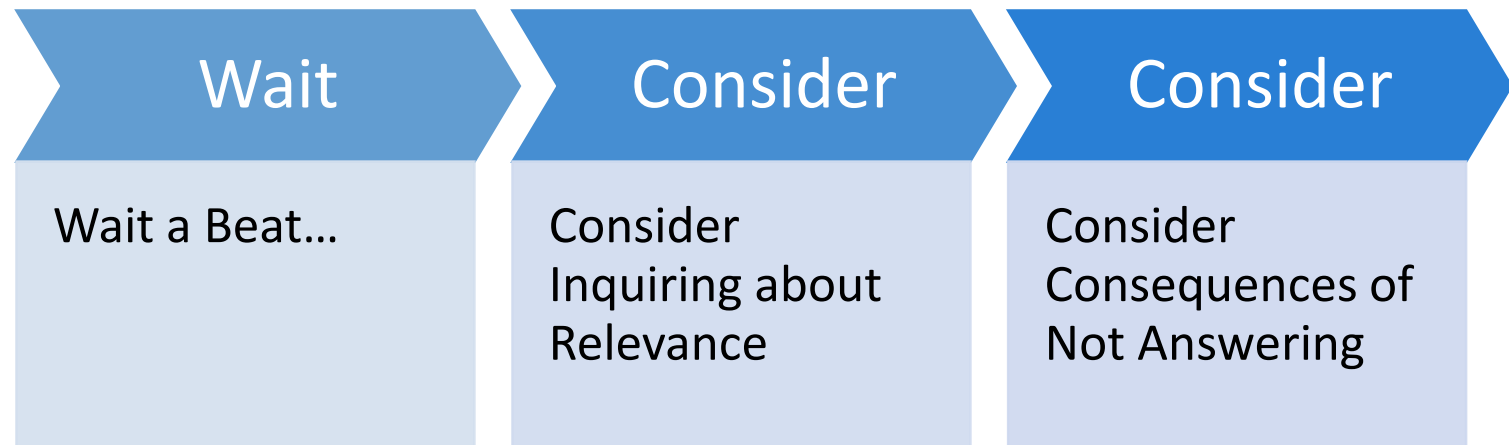 Wait
Wait a Beat…
Consider
Consider
Inquiring about
Relevance
Consider
Consider
Consequences of
Not Answering